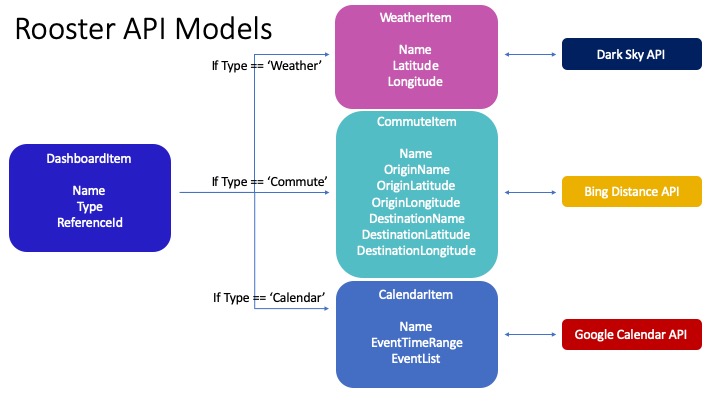 Rooster API Models
WeatherItem
Name
Latitude
Longitude
If Type == ‘Weather’
Dark Sky API
DashboardItem
Name
Type
ReferenceId
If Type == ‘Commute’
CommuteItem
Name
OriginName
OriginLatitude
OriginLongitude
DestinationName
DestinationLatitude
DestinationLongitude
Bing Distance API
If Type == ‘Calendar’
CalendarItem
Name
EventTimeRange
EventList
Google Calendar API